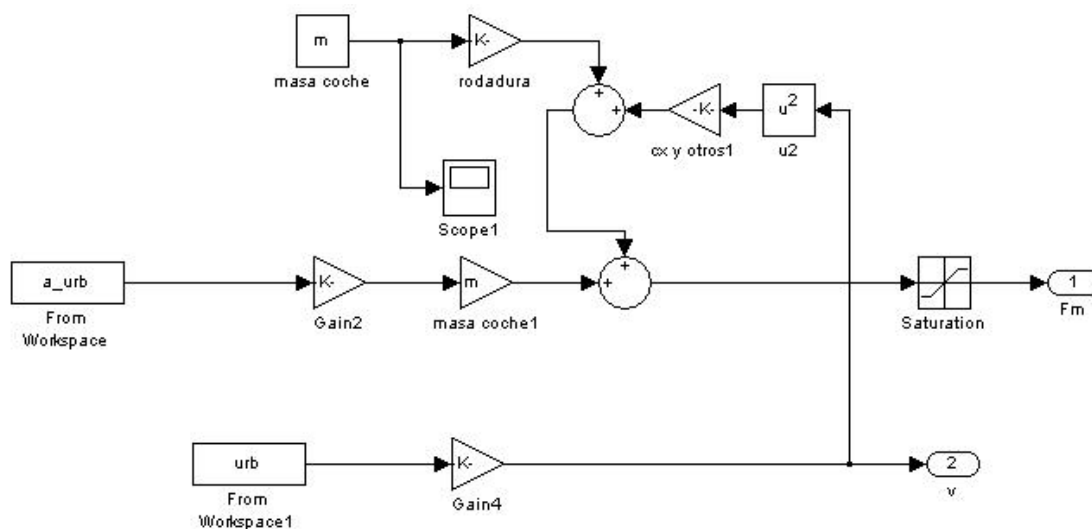 m
masa coche
K-
rodadura
+
+
-K-
cx y otros1
u2
u2
Scope1
a_urb
From
Workspace
K-
Gain2
m
masa coche1
+
+
Saturation
1
Fm
urb
From
Workspace1
K-
Gain4
2
v